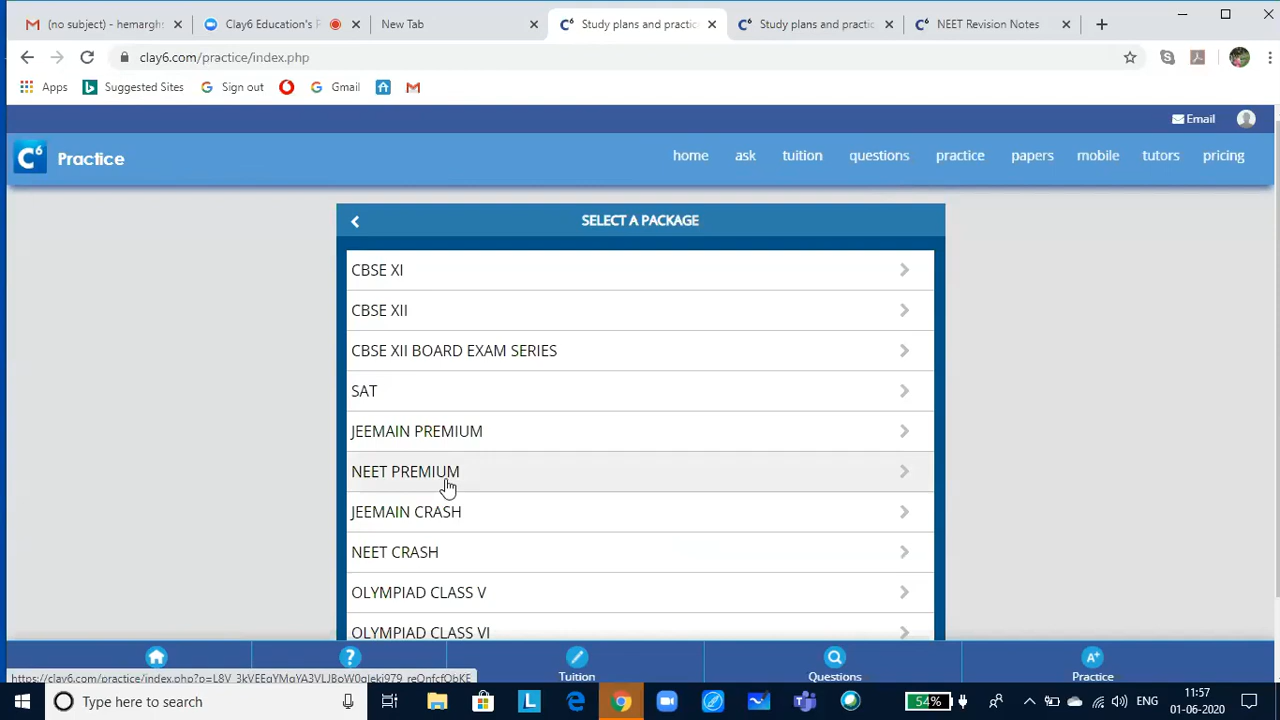 (no subject) - hemarghs
Clay6 Education's P
New Tab
Study plans and practic
Study plans and practic
NEET Revision Notes
clay6.com/practice/index.php
Apps
Suggested Sites
Sign out
Gmail
Email
C6 Practice
home
ask
tuition
questions
practice
papers
mobile
tutors
pricing
SELECT A PACKAGE
CBSE XI
CBSE XII
CBSE XII BOARD EXAM SERIES
SAT
JEEMAIN PREMIUM
NEET PREMIUM
JEEMAIN CRASH
NEET CRASH
OLYMPIAD CLASS V
OLYMPIAD CLASS VI
Tuition
Questions
Practice
Type here to search
54%
ENG
11:57
01-06-2020